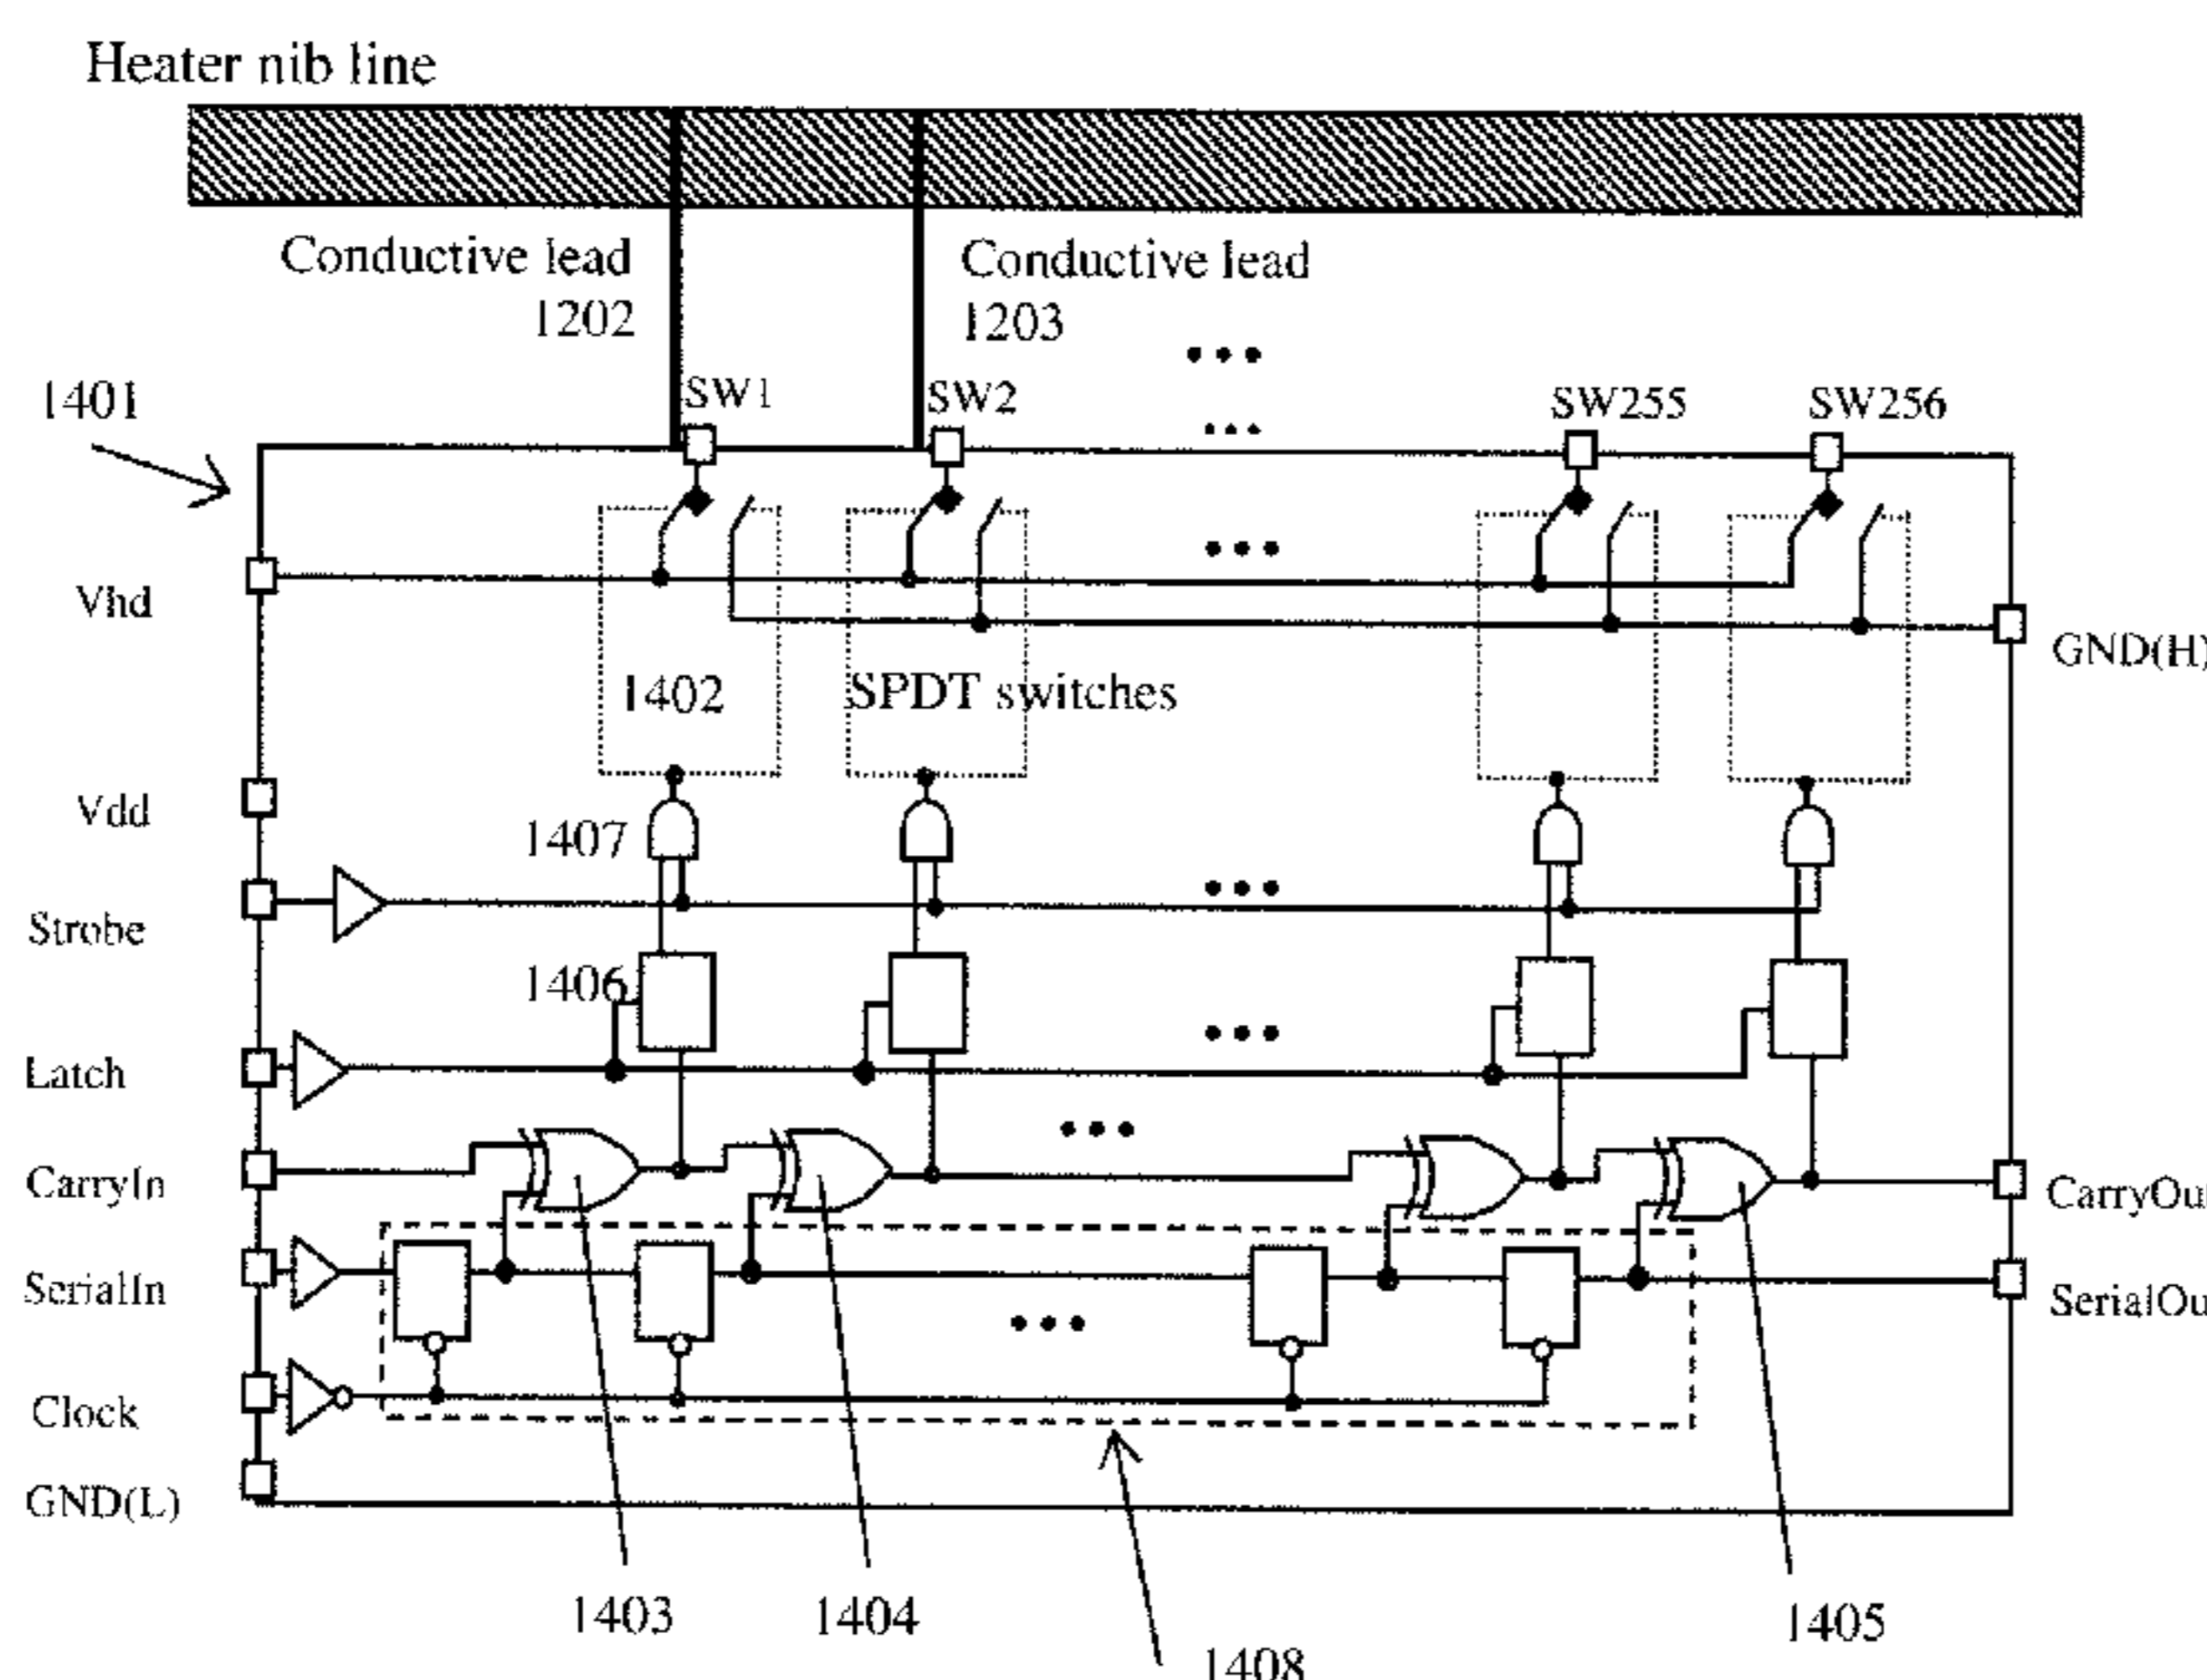 Heater nib line
Conductive lead
1202
Conductive lead
1203
1401
SW1
SW2
SW255
SW256
Vhd
GND(H)
1402
SPDT switches
Vdd
1407
Strobe
1406
Latch
CarryIn
CarryOut
SerialIn
SerialOu
Clock
GND(L)
1403
1404
1405
1408